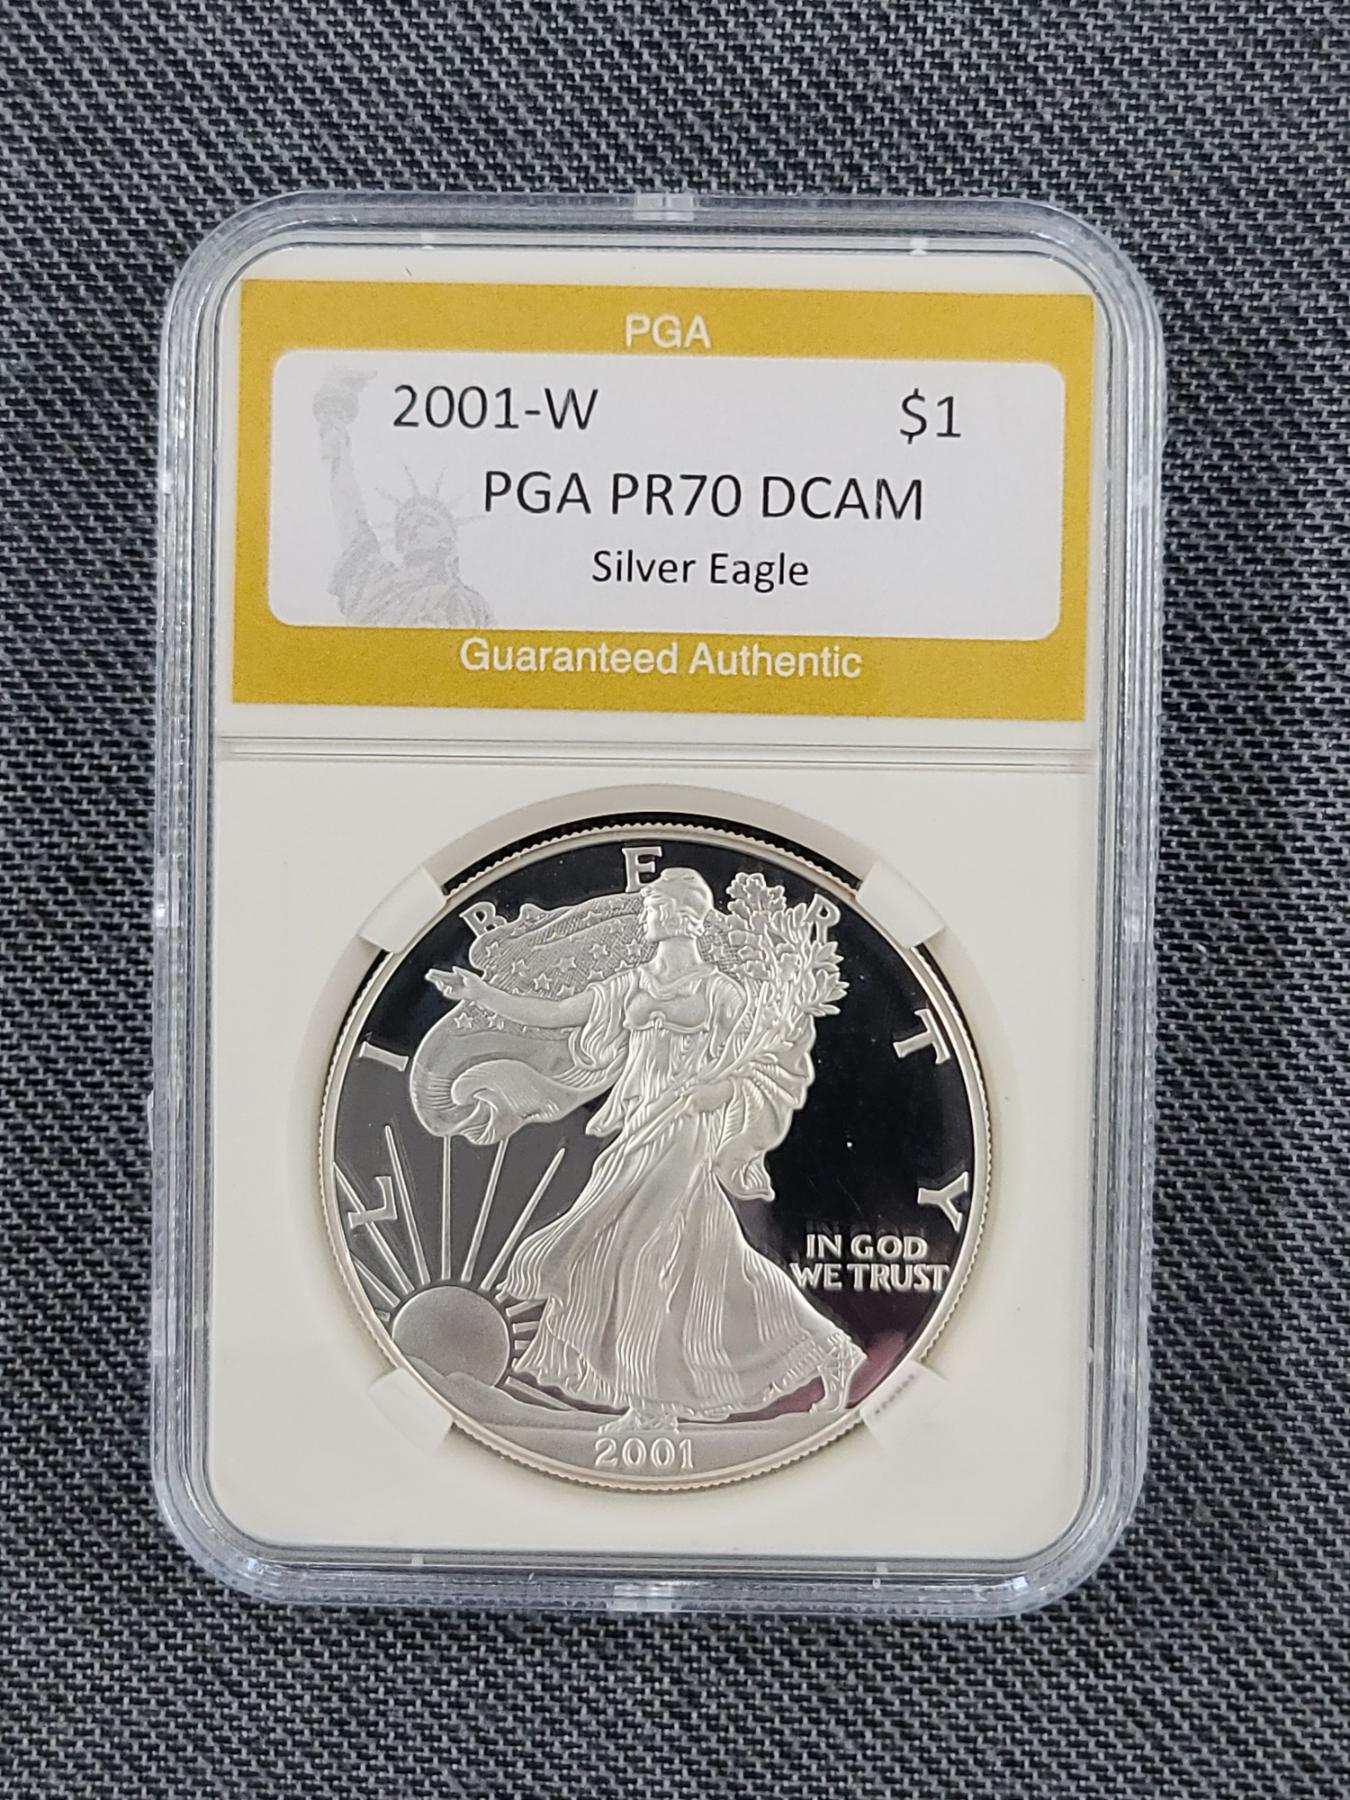 PGA
2001-W $1
PGA PR70 DCAM
Silver Eagle
Guaranteed Authentic
LIBERTY
IN GOD
WE TRUST
2001